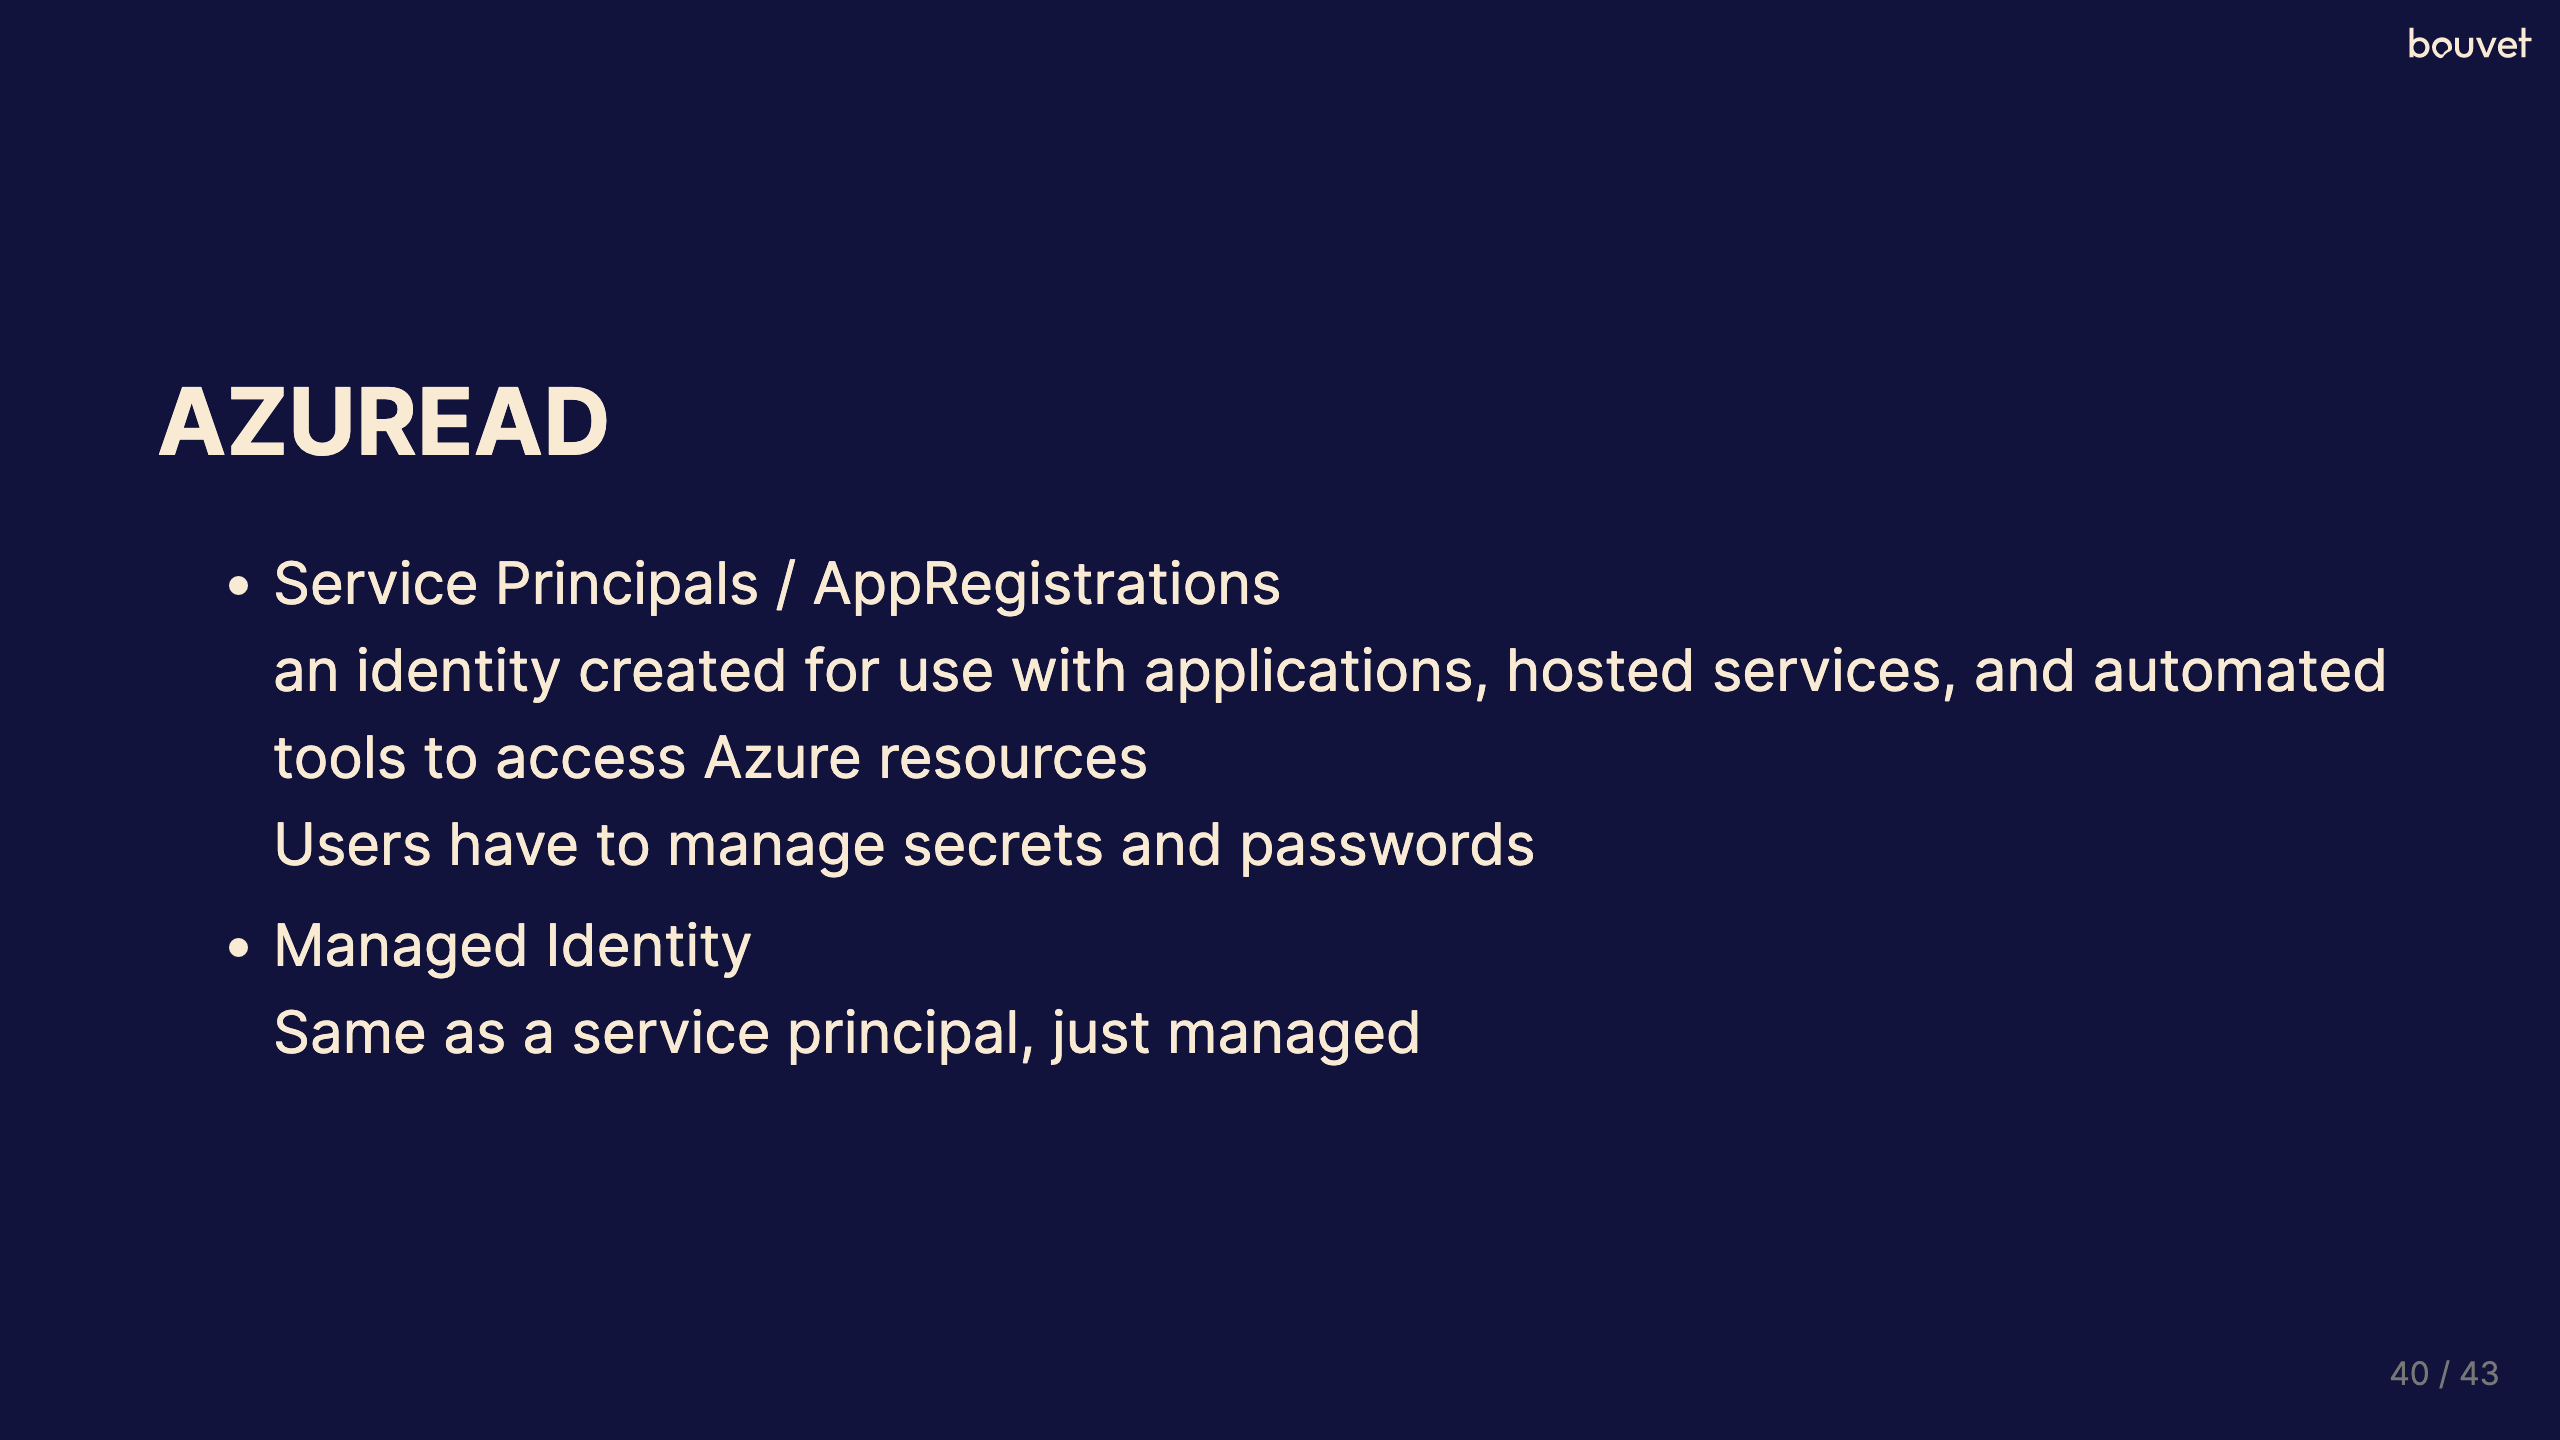 bouvet
AZUREAD
• Service Principals / AppRegistrations
an identity created for use with applications, hosted services, and automated
tools to access Azure resources
Users have to manage secrets and passwords
• Managed Identity
Same as a service principal, just managed
40 / 43